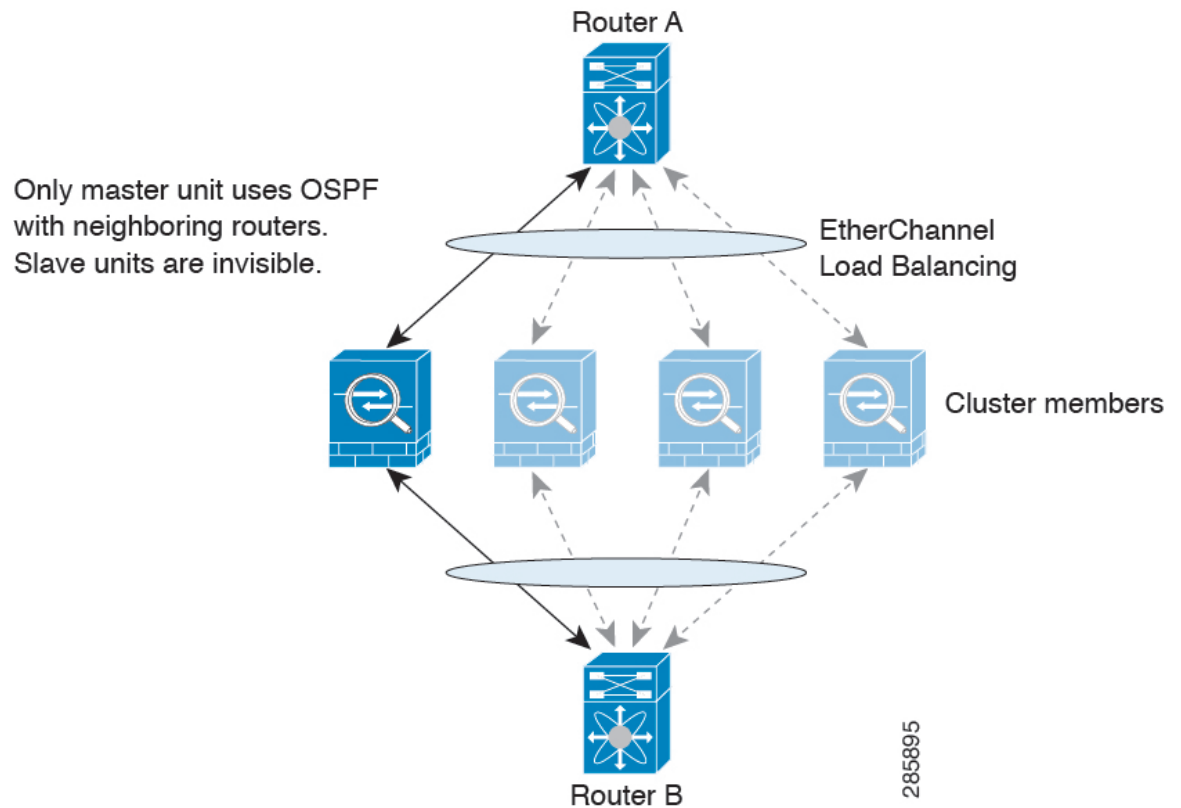 Router A
Only master unit uses OSPF
with neighboring routers.
Slave units are invisible.
EtherChannel
Load Balancing
Cluster members
285895
Router B